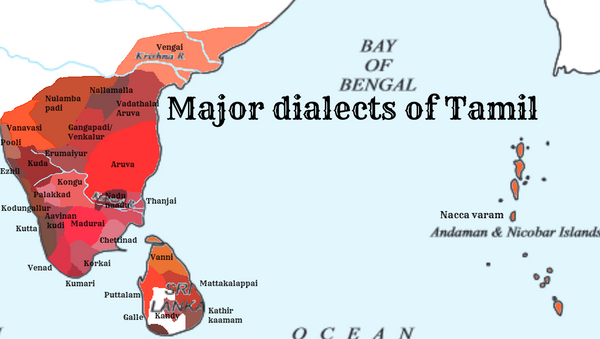 Vengai
Krishna R.
BAY
OF
BENGAL
Major dialects of Tamil
Nallamalla
Nulamba
padi
Vadathalai
Aruva
Vanavasi
Gangapadi/
Venkalur
Pooli
Erumaiyur
Kuda
Aruva
Ezhil
Kongu
Palakkad
Nadu
Naadu
Thanjai
Kodungallur
Aavinan
kudi
Madurai
Kutta
Chettinad
Venad
Korkai
Kumari
Vanni
Mattakalappai
Puttalam
SRI
LANKA
Galle
Kandy
Kathir
kaamam
Nacca varam
Andaman & Nicobar Islands
OCEAN